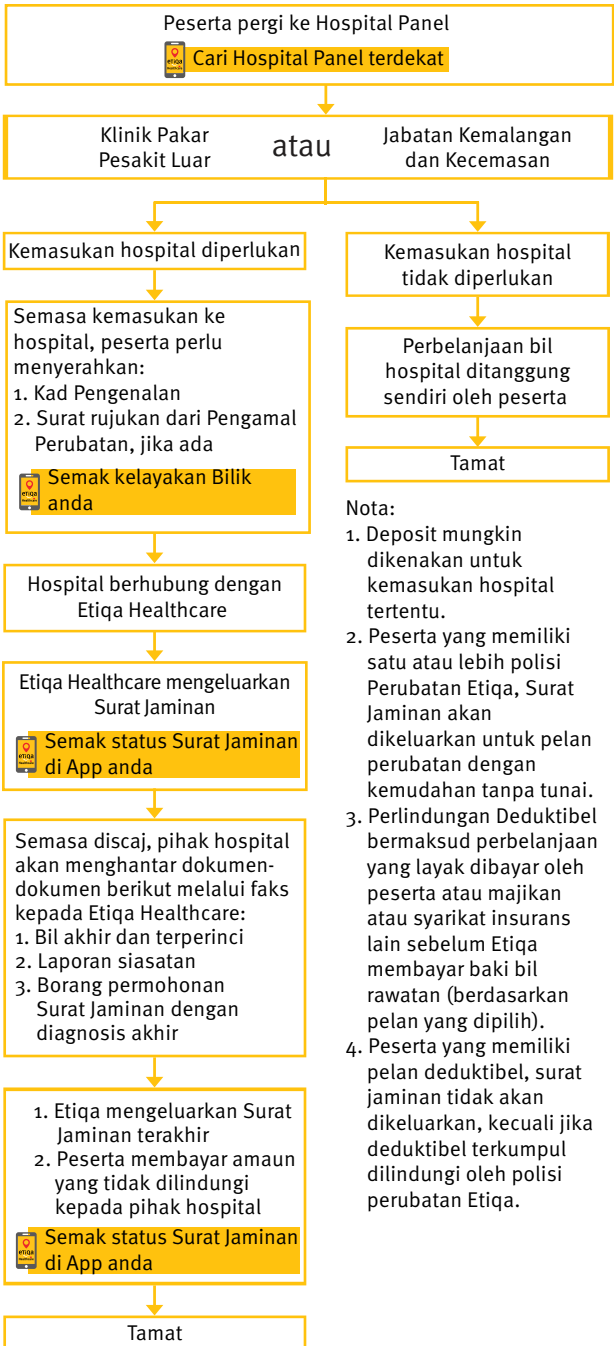 Peserta pergi ke Hospital Panel
Cari Hospital Panel terdekat
Klinik Pakar
Pesakit Luar
atau
Jabatan Kemalangan
dan Kecemasan
Kemasukan hospital diperlukan
Semasa kemasukan ke
hospital, peserta perlu
menyerahkan:
1. Kad Pengenalan
2. Surat rujukan dari Pengamal
Perubatan, jika ada
Semak kelayakan Bilik
anda
Hospital berhubung dengan
Etiqa Healthcare
Etiqa Healthcare mengeluarkan
Surat Jaminan
Semak status Surat Jaminan
di App anda
Semasa discaj, pihak hospital
akan menghantar dokumen-
dokumen berikut melalui faks
kepada Etiqa Healthcare:
1. Bil akhir dan terperinci
2. Laporan siasatan
3. Borang permohonan
Surat Jaminan dengan
diagnosis akhir
1. Etiqa mengeluarkan Surat
Jaminan terakhir
2. Peserta membayar amaun
yang tidak dilindungi
kepada pihak hospital
Semak status Surat Jaminan
di App anda
Tamat
Kemasukan hospital
tidak diperlukan
Perbelanjaan bil
hospital ditanggung
sendiri oleh peserta
Tamat
Nota:
1. Deposit mungkin
dikenakan untuk
kemasukan hospital
tertentu.
2. Peserta yang memiliki
satu atau lebih polisi
Perubatan Etiqa, Surat
Jaminan akan
dikeluarkan untuk pelan
perubatan dengan
kemudahan tanpa tunai.
3. Perlindungan Deduktibel
bermaksud perbelanjaan
yang layak dibayar oleh
peserta atau majikan
atau syarikat insurans
lain sebelum Etiqa
membayar baki bil
rawatan (berdasarkan
pelan yang dipilih).
4. Peserta yang memiliki
pelan deduktibel, surat
jaminan tidak akan
dikeluarkan, kecuali jika
deduktibel terkumpul
dilindungi oleh polisi
perubatan Etiqa.